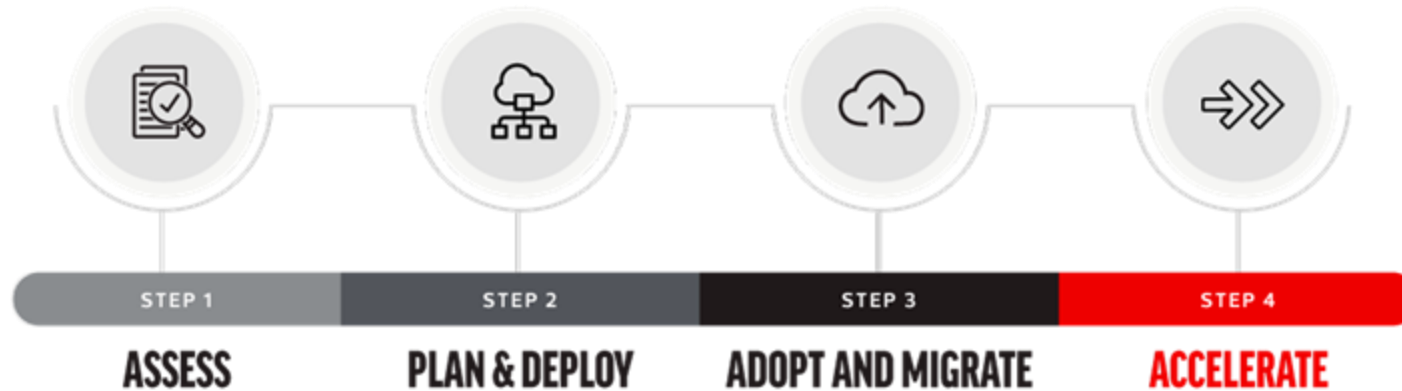 STEP 1
STEP 2
STEP 3
STEP 4
ASSESS
PLAN & DEPLOY
ADOPT AND MIGRATE
ACCELERATE